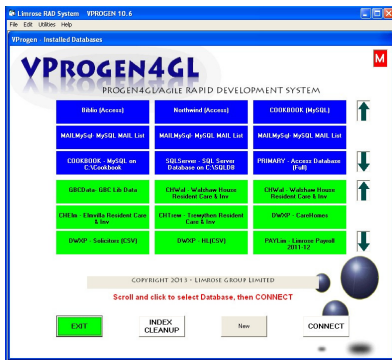 Limrose RAD System VPROGEN 10.6
File Edit Utilities Help
VProgen - Installed Databases
M
VPROGEN4GL
PROGEN4GL/AGILE RAPID DEVELOPMENT SYSTEM
Biblio (Access)
Northwind (Access)
COOKBOOK (MySQL)
MAILMySql- MySQL MAIL List
MAILMySql- MySQL MAIL List
MAILMySql- MySQL MAIL List
COOKBOOK - MySQL on
C:\Cookbook
SQLServer - SQL Server
Database on C:\SQLDB
PRIMARY - Access Database
(Full)
GBCData- GBC Lib Data
CHWal - Walshaw House
Resident Care & Inv
CHWal - Walshaw House
Resident Care & Inv
CHElm - Elmvilla Resident Care
& Inv
CHTrew - Trewythen Resident
Care & Inv
DWXP - CareHomes
DWXP - Solicitors (CSV)
DWXP - HL(CSV)
PAYLim - Limrose Payroll
2011-12
COPYRIGHT 2013 - LIMROSE GROUP LIMITED
Scroll and click to select Database, then CONNECT
EXIT
INDEX
CLEANUP
New
CONNECT